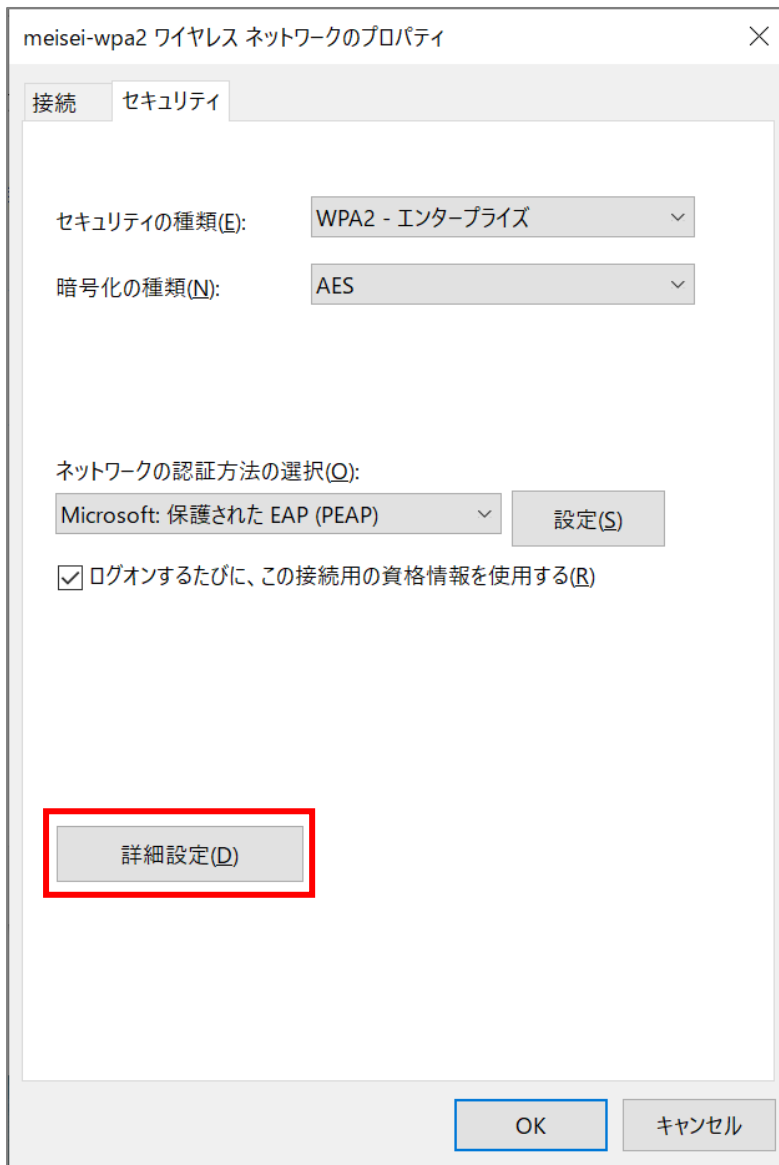 meisei-wpa2 ワイヤレス ネットワークのプロパティ
接続
セキュリティ
セキュリティの種類(E):
WPA2 - エンタープライズ
暗号化の種類(N):
AES
ネットワークの認証方法の選択(O):
Microsoft: 保護された EAP (PEAP)
設定(S)
ログオンするたびに、この接続用の資格情報を使用する(R)
詳細設定(D)
OK
キャンセル